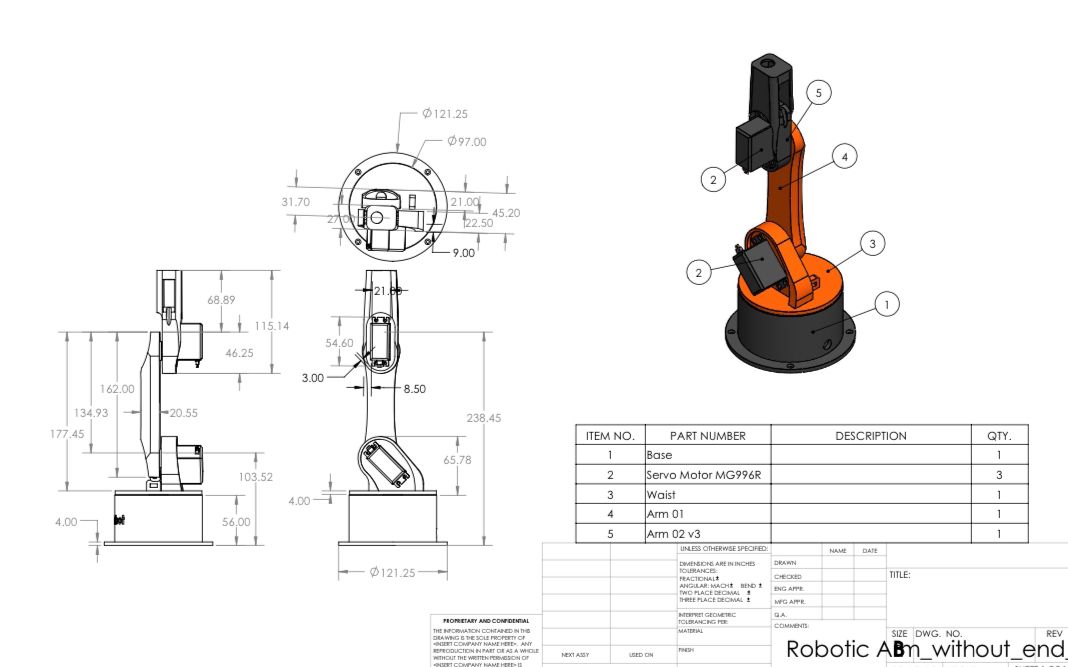 Ø121.25
Ø97.00
31.70
27.00
21.00
45.20
22.50
9.00
5
4
2
3
2
1
68.89
115.14
46.25
162.00
134.93
20.55
177.45
103.52
4.00
56.00
21.00
54.60
3.00
8.50
238.45
65.78
4.00
Ø121.25
ITEM NO. PART NUMBER DESCRIPTION QTY.
1 Base 1
2 Servo Motor MG996R 3
3 Waist 1
4 Arm 01 1
5 Arm 02 v3 1
UNLESS OTHERWISE SPECIFIED:
DIMENSIONS ARE IN INCHES
TOLERANCES:
FRACTIONAL±
ANGULAR: MACH± BEND ±
TWO PLACE DECIMAL ±
THREE PLACE DECIMAL ±
INTERPRET GEOMETRIC
TOLERANCING PER:
MATERIAL
FINISH
NAME DATE
DRAWN
CHECKED
ENG APPR.
MFG APPR.
Q.A.
COMMENTS:
TITLE:
SIZE DWG. NO. REV
B
Robotic Arm_without_end_
NEXT ASSY USED ON
PROPRIETARY AND CONFIDENTIAL
THE INFORMATION CONTAINED IN THIS
DRAWING IS THE SOLE PROPERTY OF
<INSERT COMPANY NAME HERE>. ANY
REPRODUCTION IN PART OR AS A WHOLE
WITHOUT THE WRITTEN PERMISSION OF
<INSERT COMPANY NAME HERE> IS